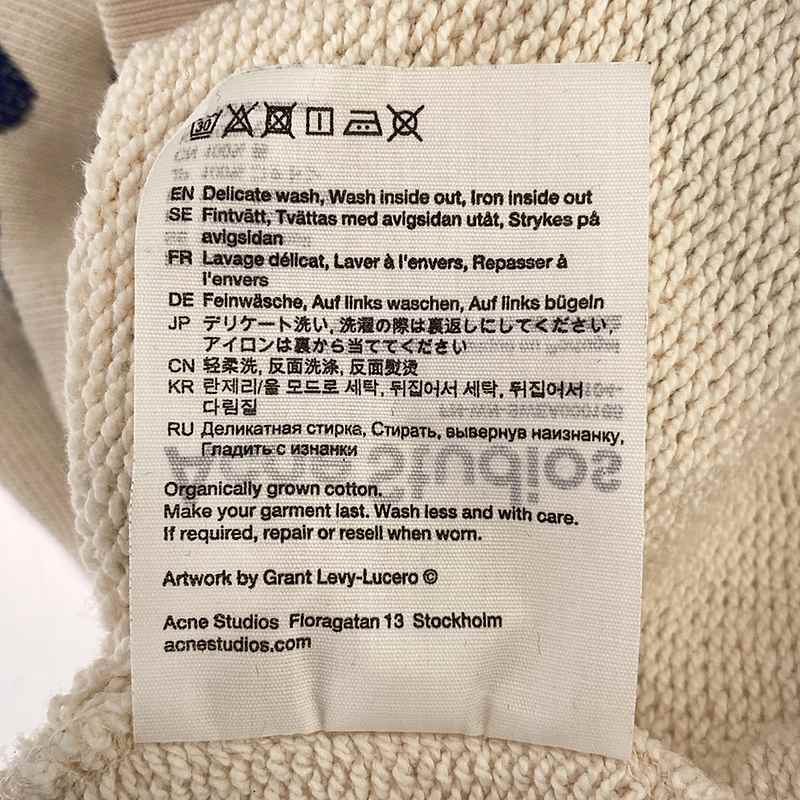 30
EN Delicate wash, Wash inside out, Iron inside out
SE Fintvätt, Tvättas med avigsidan utåt, Strykes på
avigsidan
FR Lavage délicat, Laver à l'envers, Repasser à
l'envers
DE Feinwäsche, Auf links waschen, Auf links bügeln
JP デリケート洗い, 洗濯の際は裏返しにしてください,
アイロンは裏から当ててください
CN 轻柔洗, 反面洗涤, 反面熨烫
KR 란제리/울 모드로 세탁, 뒤집어서 세탁, 뒤집어서
다림질
RU Деликатная стирка, Стирать, вывернув наизнанку,
Гладить с изнанки
Acne Studios
Organically grown cotton.
Make your garment last. Wash less and with care.
If required, repair or resell when worn.
Artwork by Grant Levy-Lucero ©
Acne Studios Floragatan 13 Stockholm
acnestudios.com